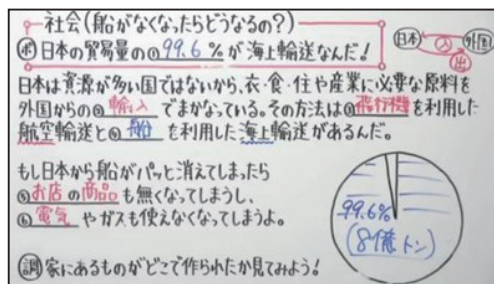 社会(船がなくなったらどうなるの?)
ポ 日本の貿易量の① 99.6 % が 海上輸送なんだ!
日本 入 外国
出
日本は資源が多い国ではないから、衣・食・住や産業に必要な原料を
外国からの② 輸入 でまかなっている。その方法は③飛行機を利用した
航空輸送と④ 船 を利用した海上輸送があるんだ。
もし日本から船がパッと消えてしまったら
⑤お店の商品も無くなってしまうし、
⑥ 電気 やガスも使えなくなってしまうよ。
99.6%
(8億トン)
調 家にあるものがどこで作られたか見てみよう!